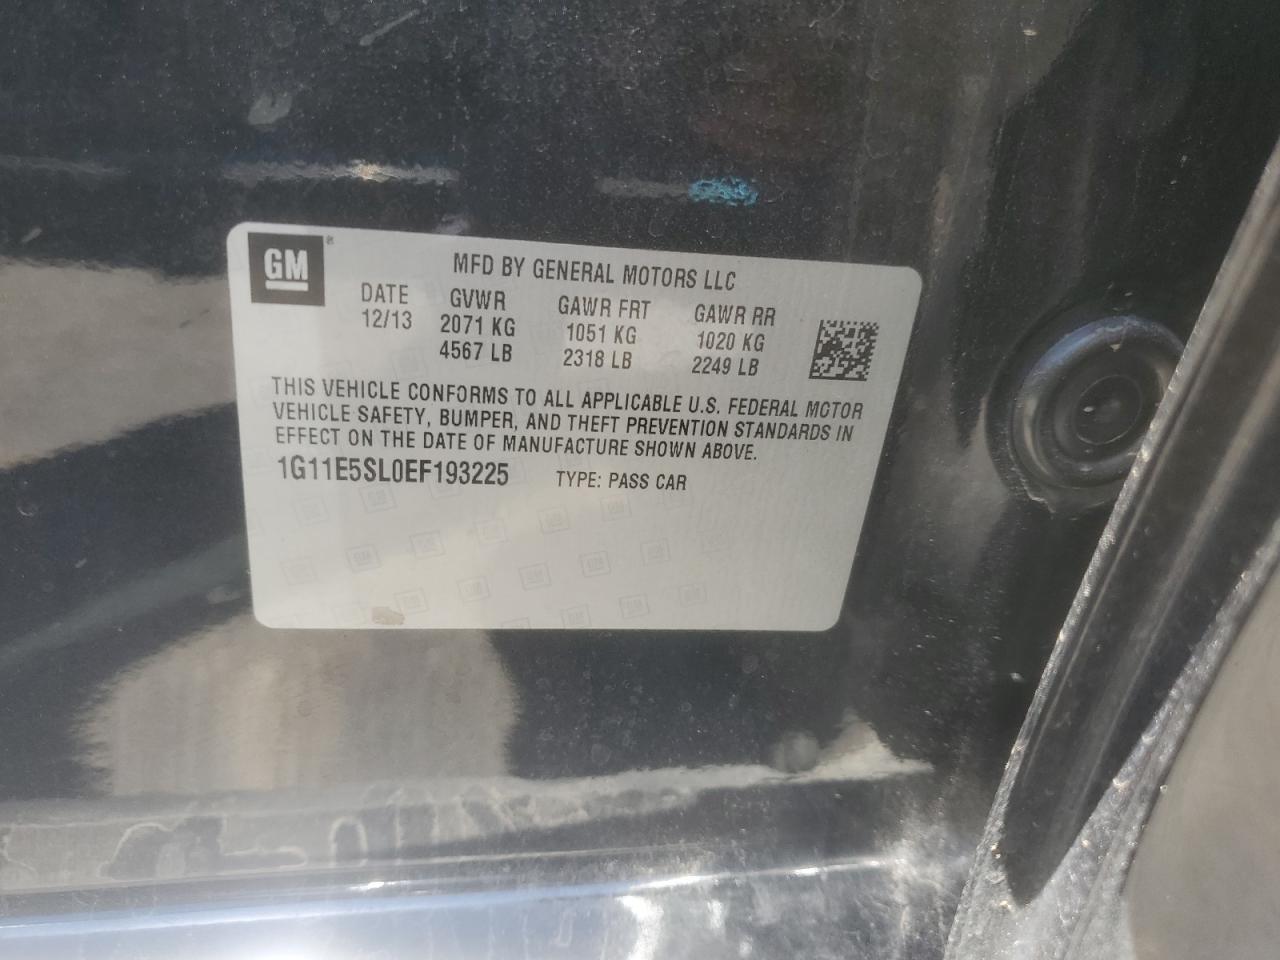 GM
MFD BY GENERAL MOTORS LLC
DATE GVWR GAWR FRT GAWR RR
12/13 2071 KG 1051 KG 1020 KG
4567 LB 2318 LB 2249 LB
THIS VEHICLE CONFORMS TO ALL APPLICABLE U.S. FEDERAL MOTOR
VEHICLE SAFETY, BUMPER, AND THEFT PREVENTION STANDARDS IN
EFFECT ON THE DATE OF MANUFACTURE SHOWN ABOVE.
1G11E5SL0EF193225 TYPE: PASS CAR